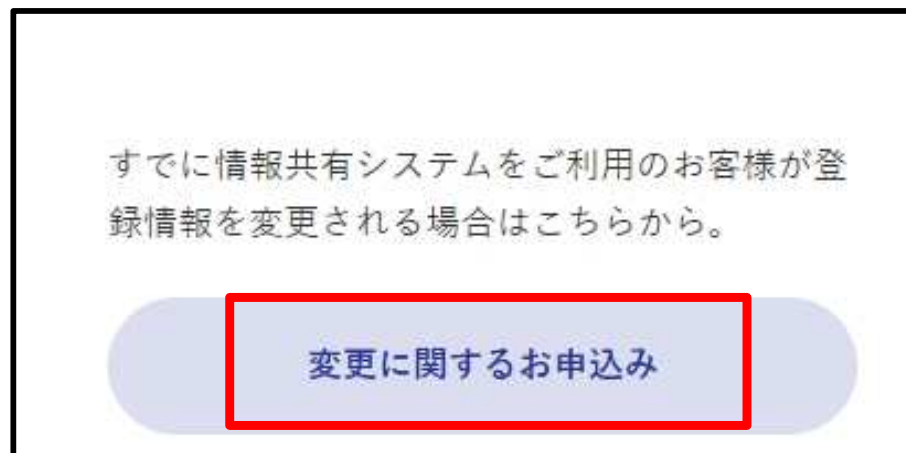 すでに情報共有システムをご利用のお客様が登
録情報を変更される場合はこちらから。
変更に関するお申込み